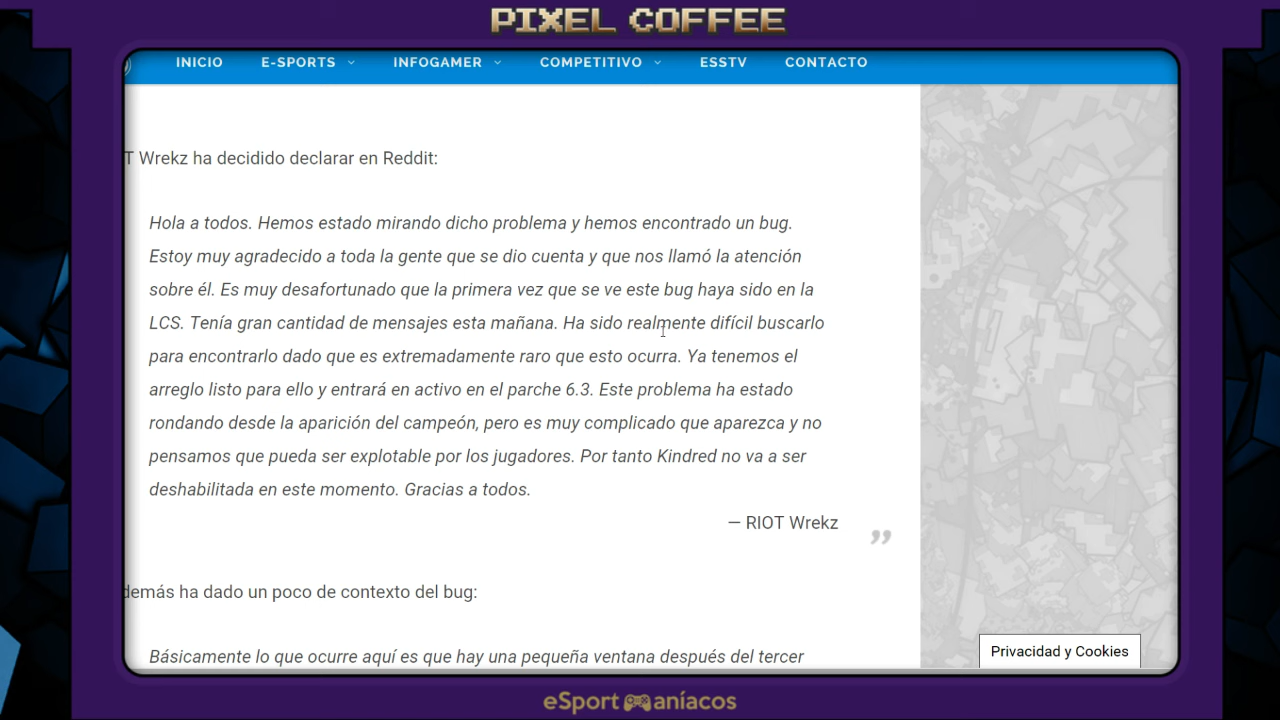 PIXEL COFFEE
INICIO E-SPORTS INFOGAMER COMPETITIVO ESSTV CONTACTO
T Wrekz ha decidido declarar en Reddit:
Hola a todos. Hemos estado mirando dicho problema y hemos encontrado un bug.
Estoy muy agradecido a toda la gente que se dio cuenta y que nos llamó la atención
sobre él. Es muy desafortunado que la primera vez que se ve este bug haya sido en la
LCS. Tenía gran cantidad de mensajes esta mañana. Ha sido realmente difícil buscarlo
para encontrarlo dado que es extremadamente raro que esto ocurra. Ya tenemos el
arreglo listo para ello y entrará en activo en el parche 6.3. Este problema ha estado
rondando desde la aparición del campeón, pero es muy complicado que aparezca y no
pensamos que pueda ser explotable por los jugadores. Por tanto Kindred no va a ser
deshabilitada en este momento. Gracias a todos.
— RIOT Wrekz
”
demás ha dado un poco de contexto del bug:
Básicamente lo que ocurre aquí es que hay una pequeña ventana después del tercer
Privacidad y Cookies
eSport maníacos